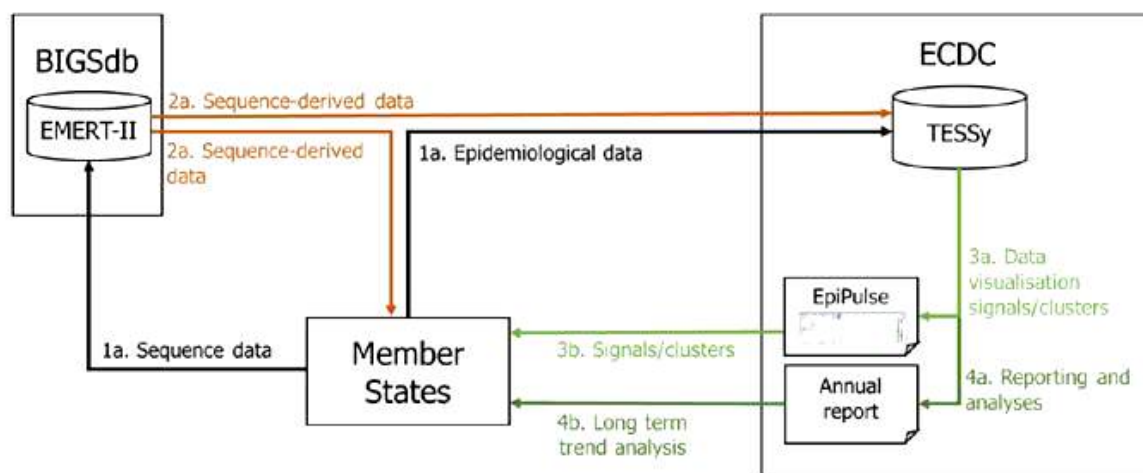 BIGSdb
EMERT-II
2a. Sequence-derived data
2a. Sequence-derived
data
1a. Epidemiological data
1a. Sequence data
Member
States
ECDC
TESSy
3a. Data
visualisation
signals/clusters
EpiPulse
3b. Signals/clusters
Annual
report
4a. Reporting and
analyses
4b. Long term
trend analysis